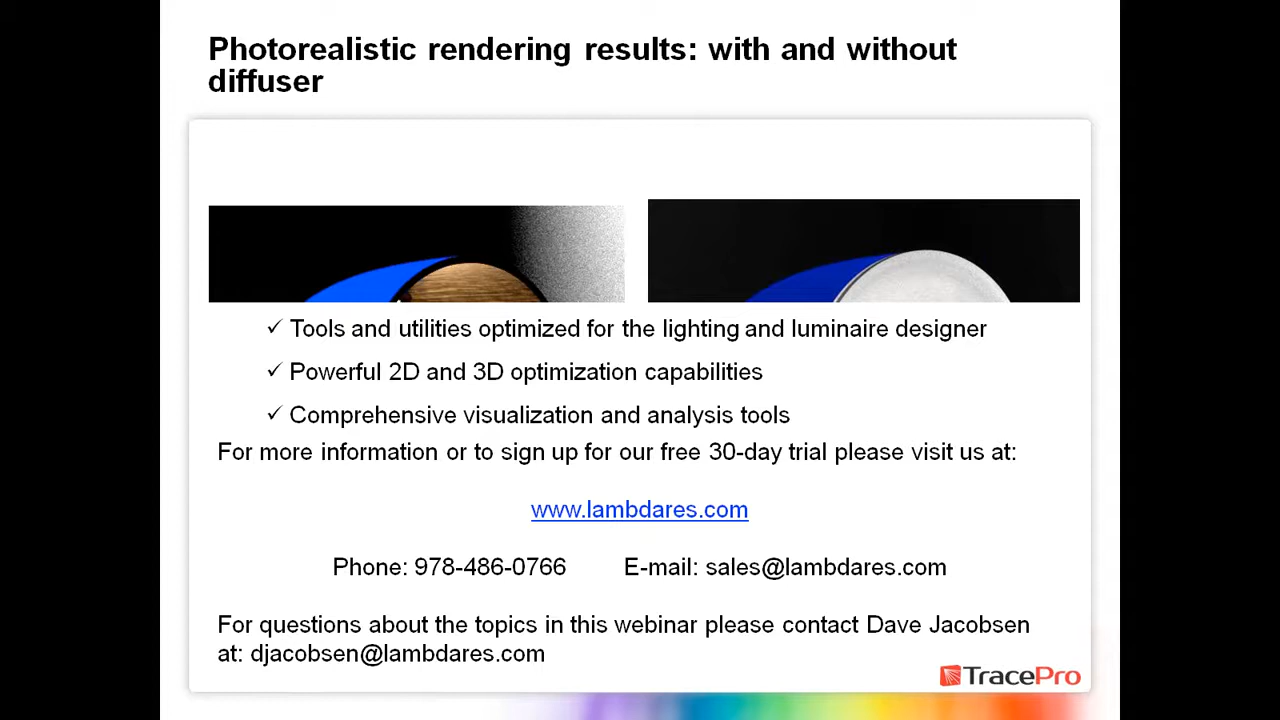 Photorealistic rendering results: with and without
diffuser
✓ Tools and utilities optimized for the lighting and luminaire designer
✓ Powerful 2D and 3D optimization capabilities
✓ Comprehensive visualization and analysis tools
For more information or to sign up for our free 30-day trial please visit us at:
www.lambdares.com
Phone: 978-486-0766 E-mail: sales@lambdares.com
For questions about the topics in this webinar please contact Dave Jacobsen
at: djacobsen@lambdares.com
TracePro